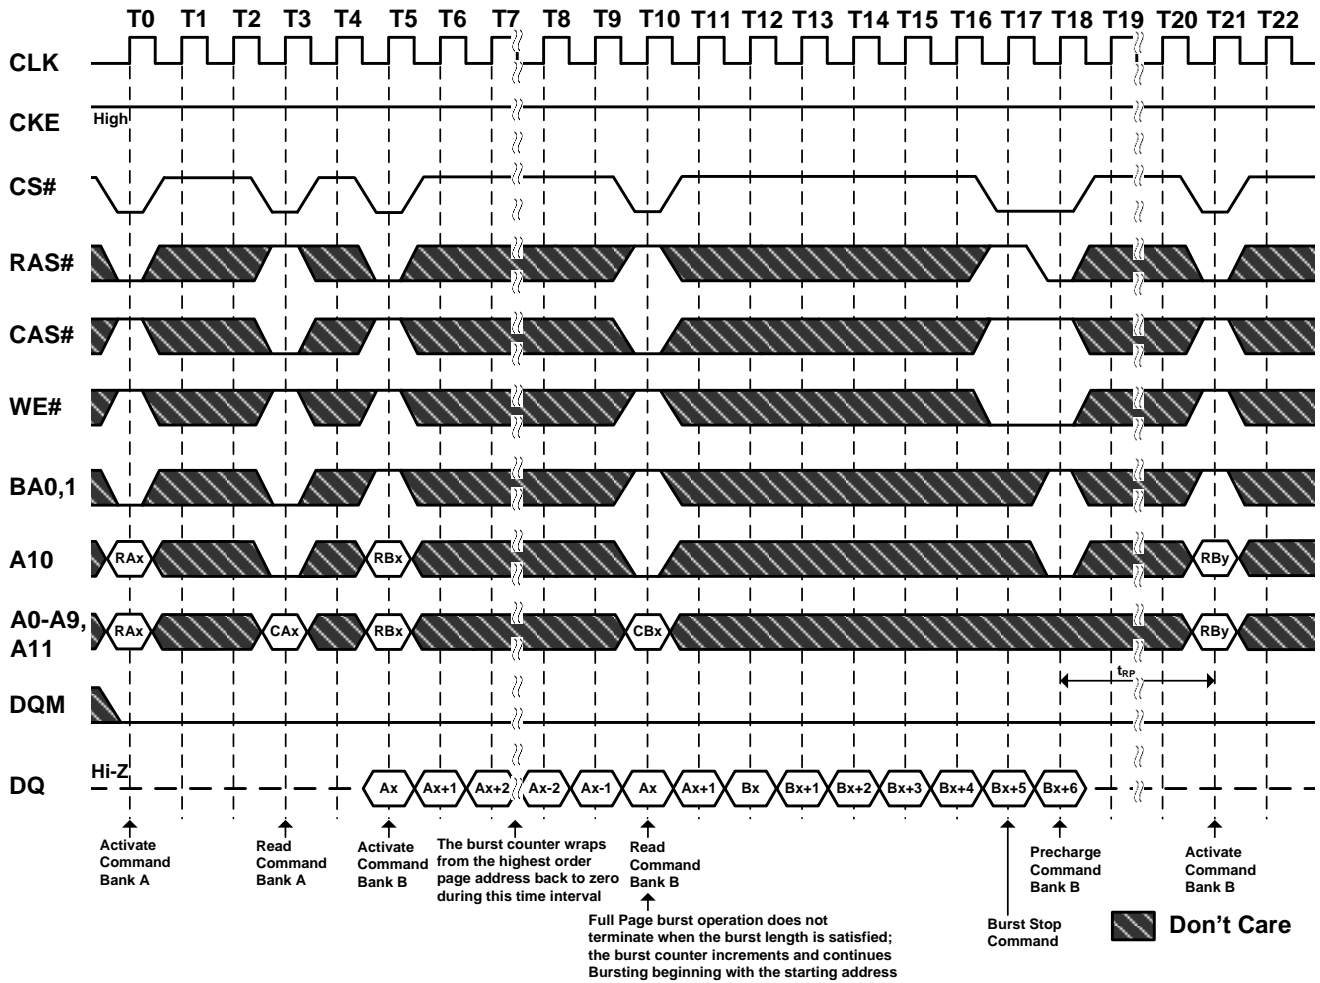 T0 T1 T2 T3 T4 T5 T6 T7 T8 T9 T10 T11 T12 T13 T14 T15 T16 T17 T18 T19 T20 T21 T22
CLK
CKE High
CS#
RAS#
CAS#
WE#
BA0,1
A10 RAx RBx RBy
A0-A9, A11 RAx CAx RBx CBx RBy
tRP
DQM
DQ Hi-Z Ax Ax+1 Ax+2 Ax-2 Ax-1 Ax Ax+1 Bx Bx+1 Bx+2 Bx+3 Bx+4 Bx+5 Bx+6
Activate
Command
Bank A
Read
Command
Bank A
Activate
Command
Bank B
The burst counter wraps
from the highest order
page address back to zero
during this time interval
Read
Command
Bank B
Full Page burst operation does not
terminate when the burst length is satisfied;
the burst counter increments and continues
Bursting beginning with the starting address
Burst Stop
Command
Precharge
Command
Bank B
Activate
Command
Bank B
Don't Care